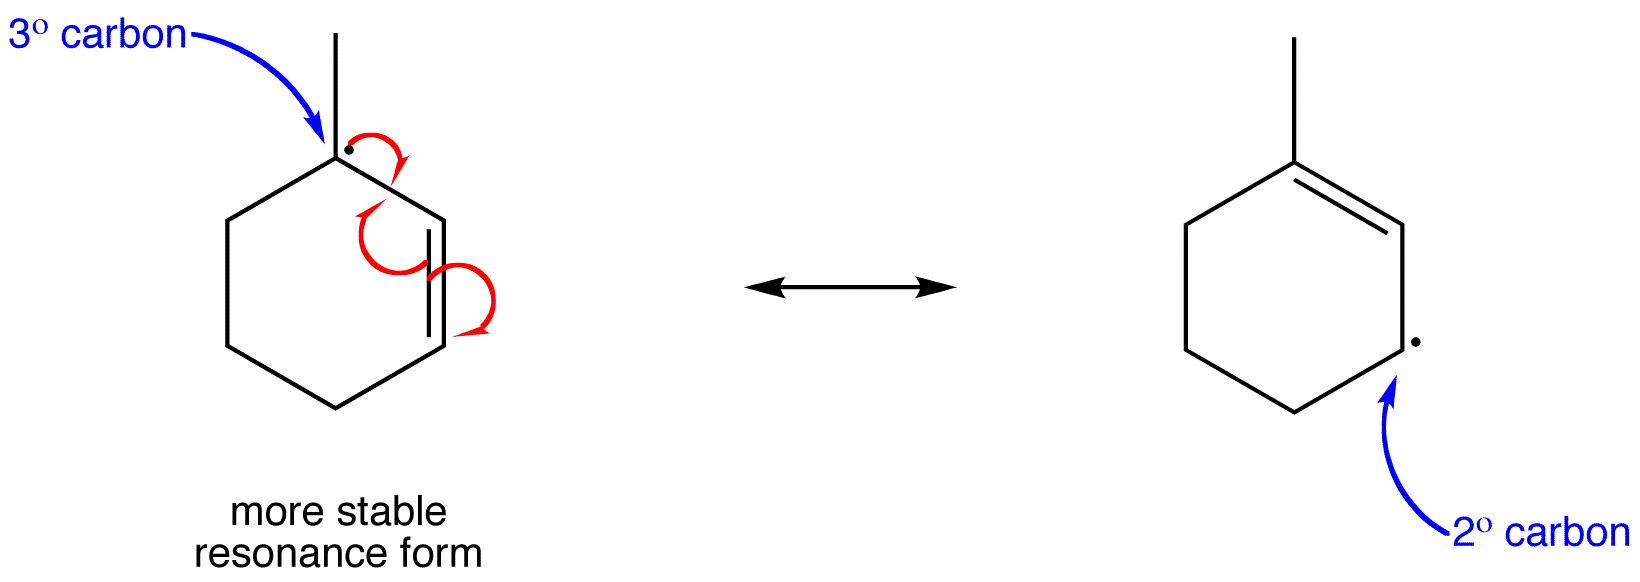 3º carbon
more stable
resonance form
2º carbon